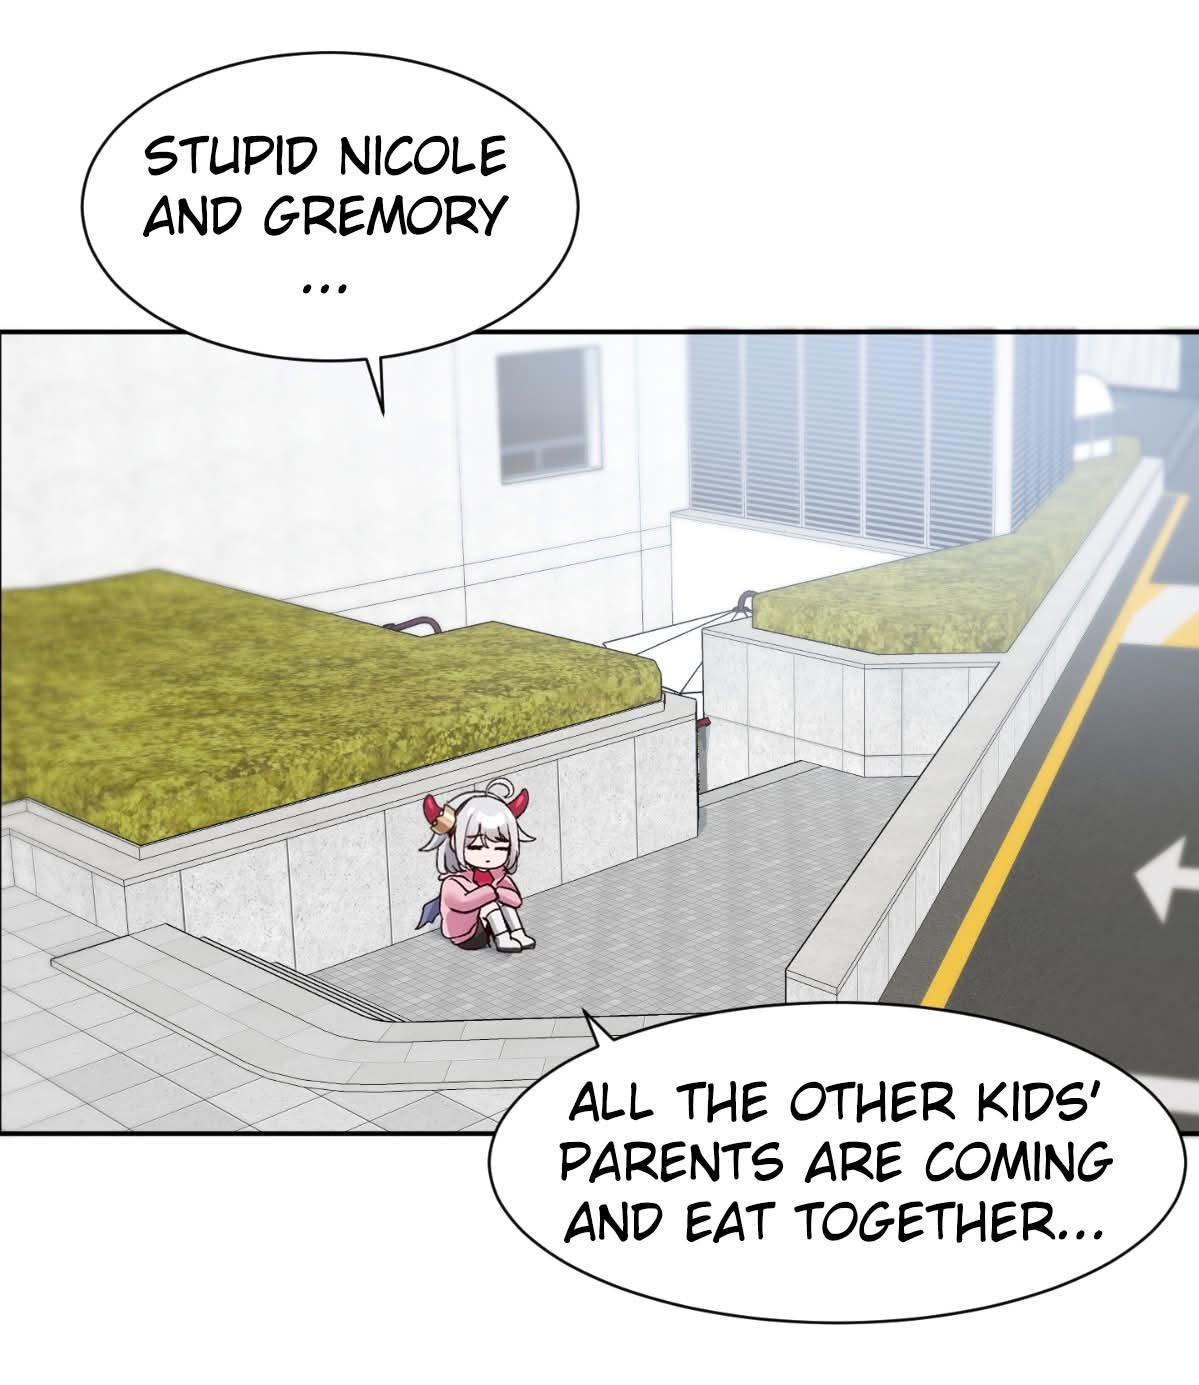 STUPID NICOLE
AND GREMORY
...
ALL THE OTHER KIDS'
PARENTS ARE COMING
AND EAT TOGETHER...